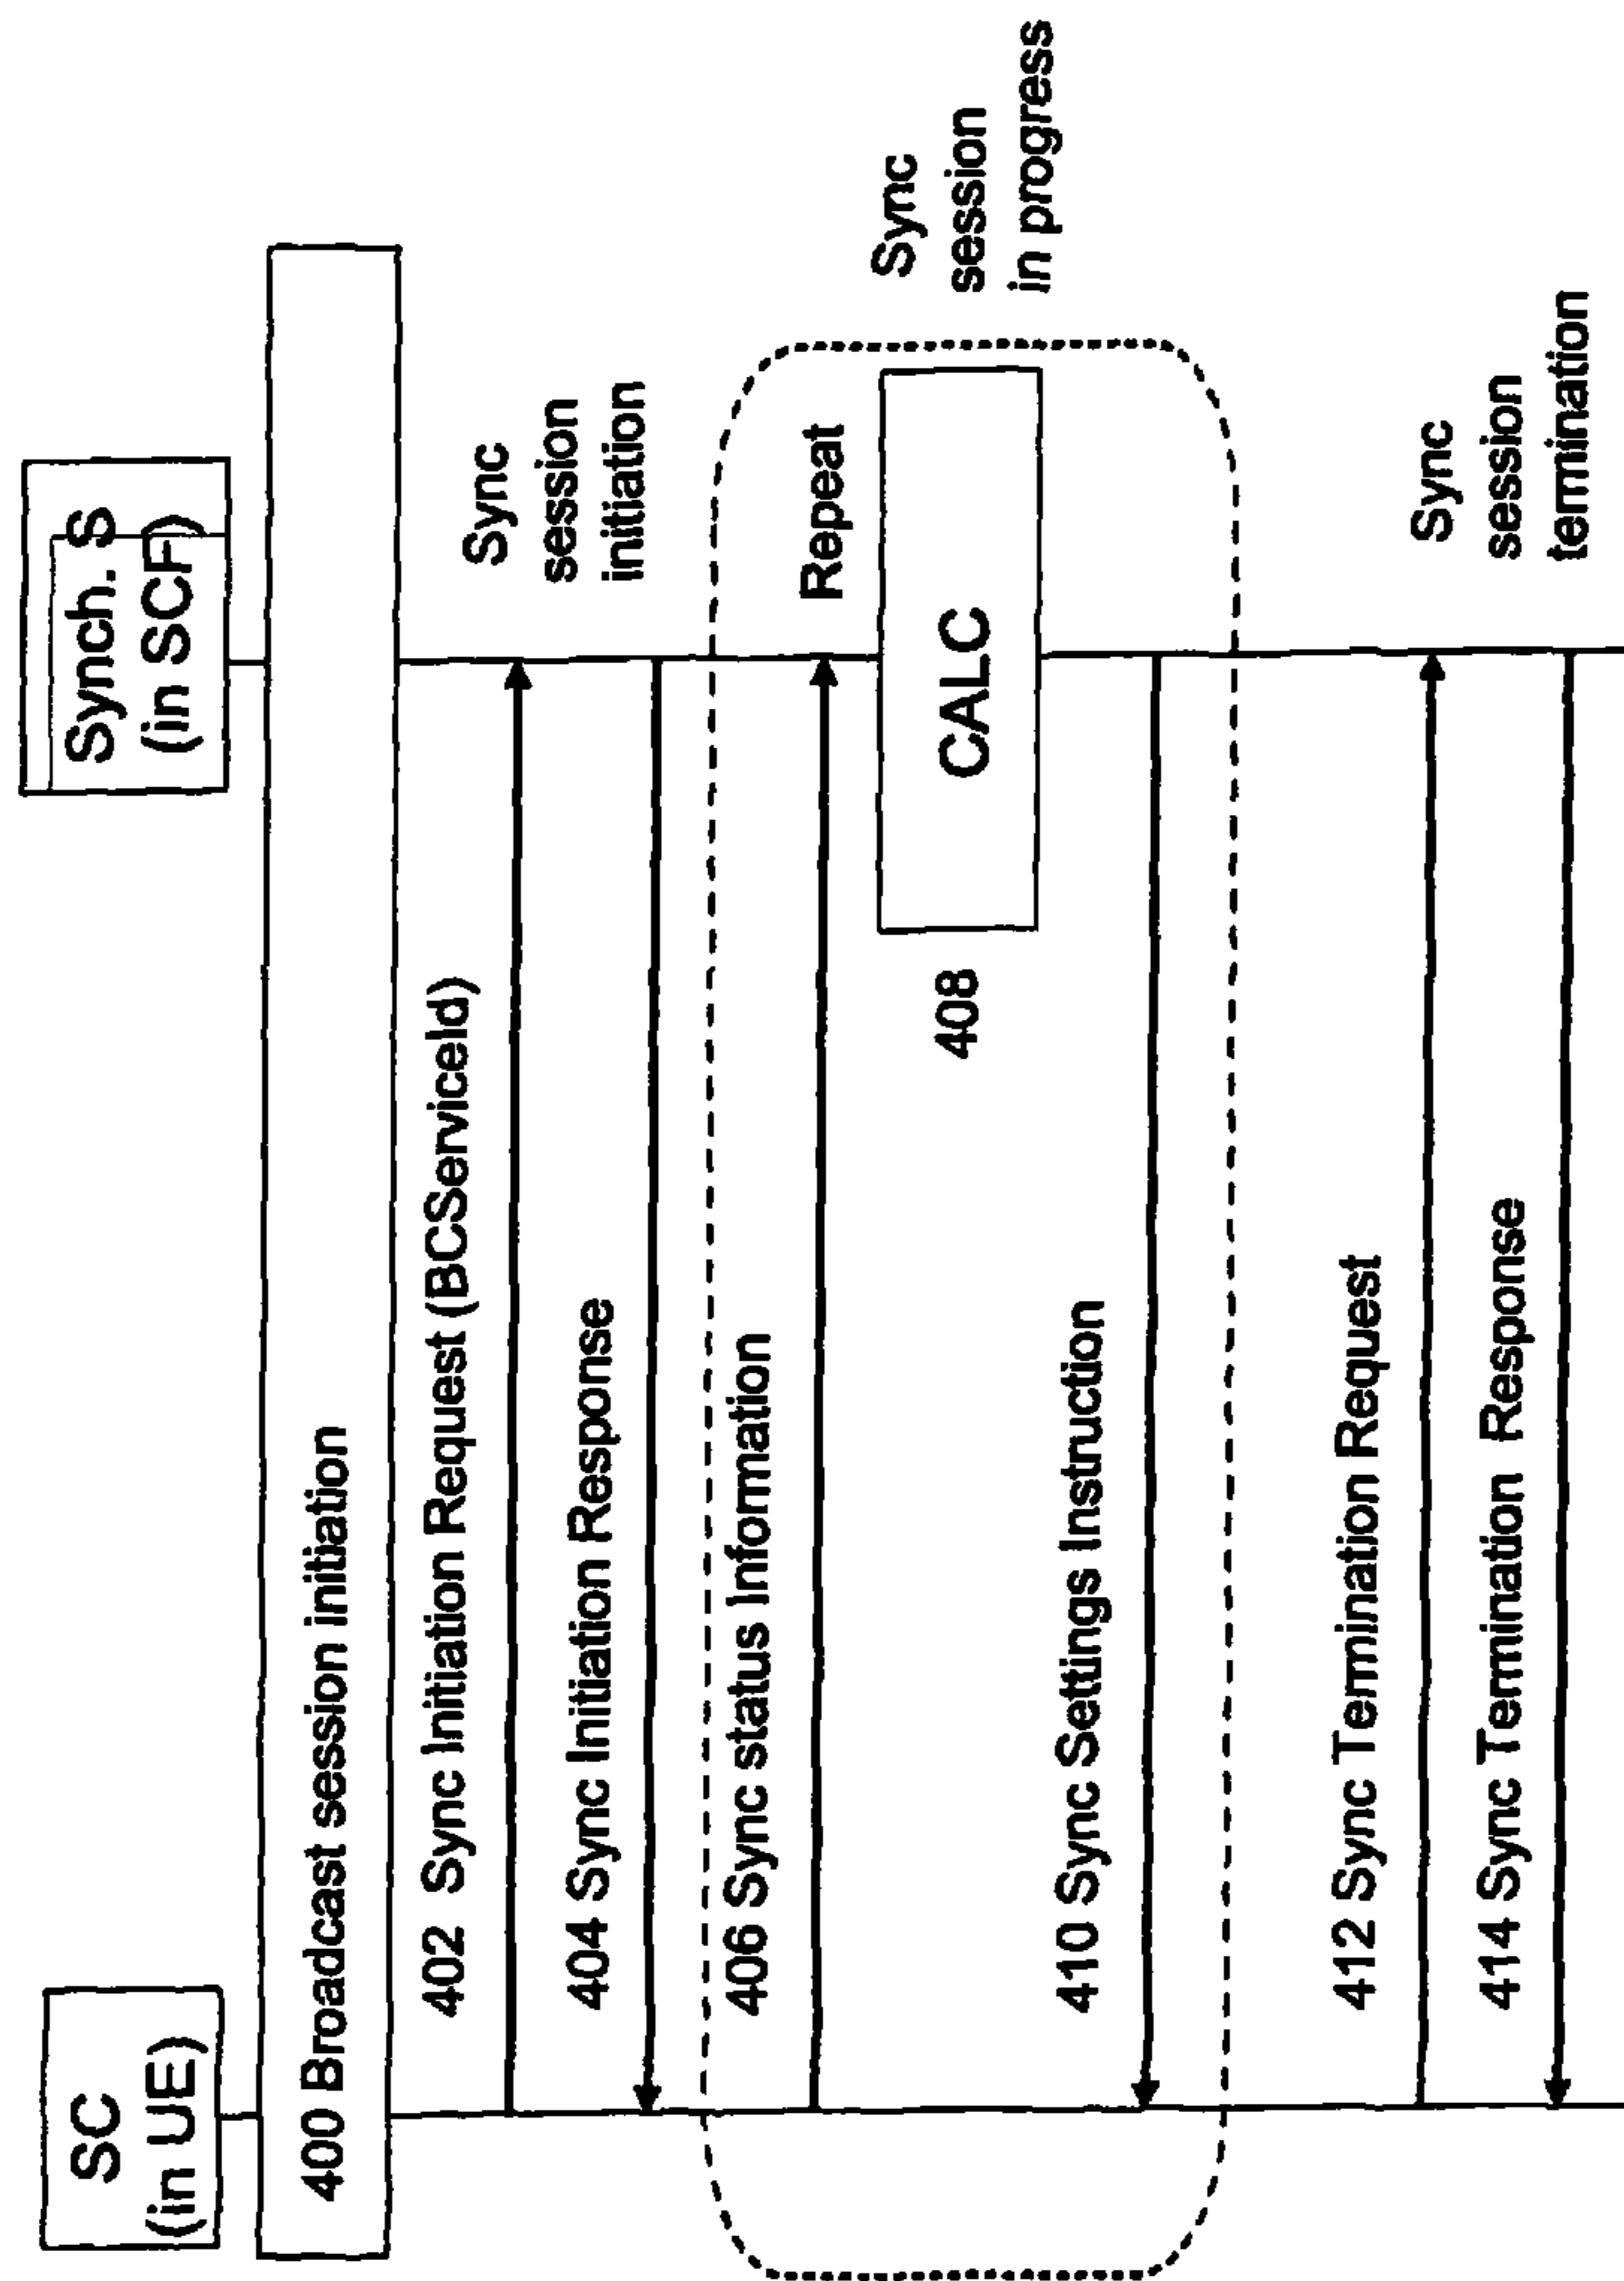 SC
(in UE)
Synch. S
(in SCF)
400 Broadcast session initiation
402 Sync Initiation Request (BCServiceId)
Sync
session
initiation
404 Sync Initiation Response
406 Sync status Information
Repeat
408
CALC
Sync
session
in progress
410 Sync Settings Instruction
412 Sync Termination Request
Sync
session
termination
414 Sync Termination Response